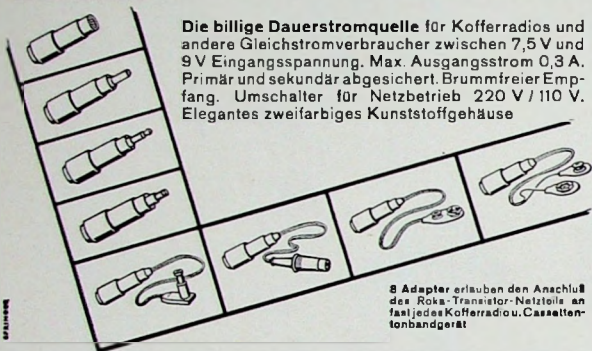 Die billige Dauerstromquelle für Kofferradios und
andere Gleichstromverbraucher zwischen 7,5 V und
9 V Eingangsspannung. Max. Ausgangsstrom 0,3 A.
Primär und sekundär abgesichert. Brummfreier Emp-
fang. Umschalter für Netzbetrieb 220 V / 110 V.
Elegantes zweifarbiges Kunststoffgehäuse
8 Adapter erlauben den Anschluß
des Roka-Transistor-Netzteils an
fast jedes Kofferradio u. Cassetten-
tonbandgerät